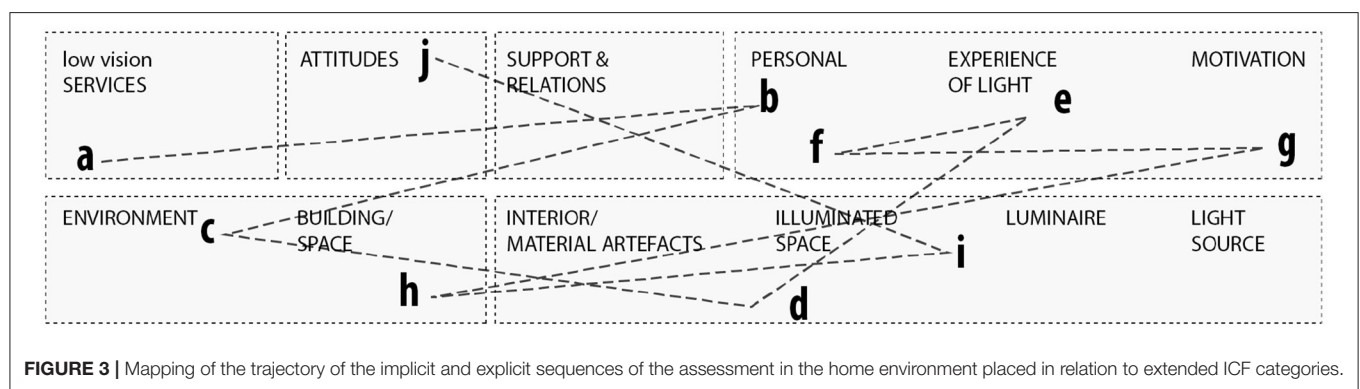 low vision
SERVICES
ATTITUDES
j
SUPPORT &
RELATIONS
PERSONAL
EXPERIENCE
OF LIGHT
MOTIVATION
b
e
a
f
g
ENVIRONMENT
c
BUILDING/
SPACE
INTERIOR/
MATERIAL ARTEFACTS
ILLUMINATED
SPACE
LUMINAIRE
LIGHT
SOURCE
i
h
d
FIGURE 3 | Mapping of the trajectory of the implicit and explicit sequences of the assessment in the home environment placed in relation to extended ICF categories.